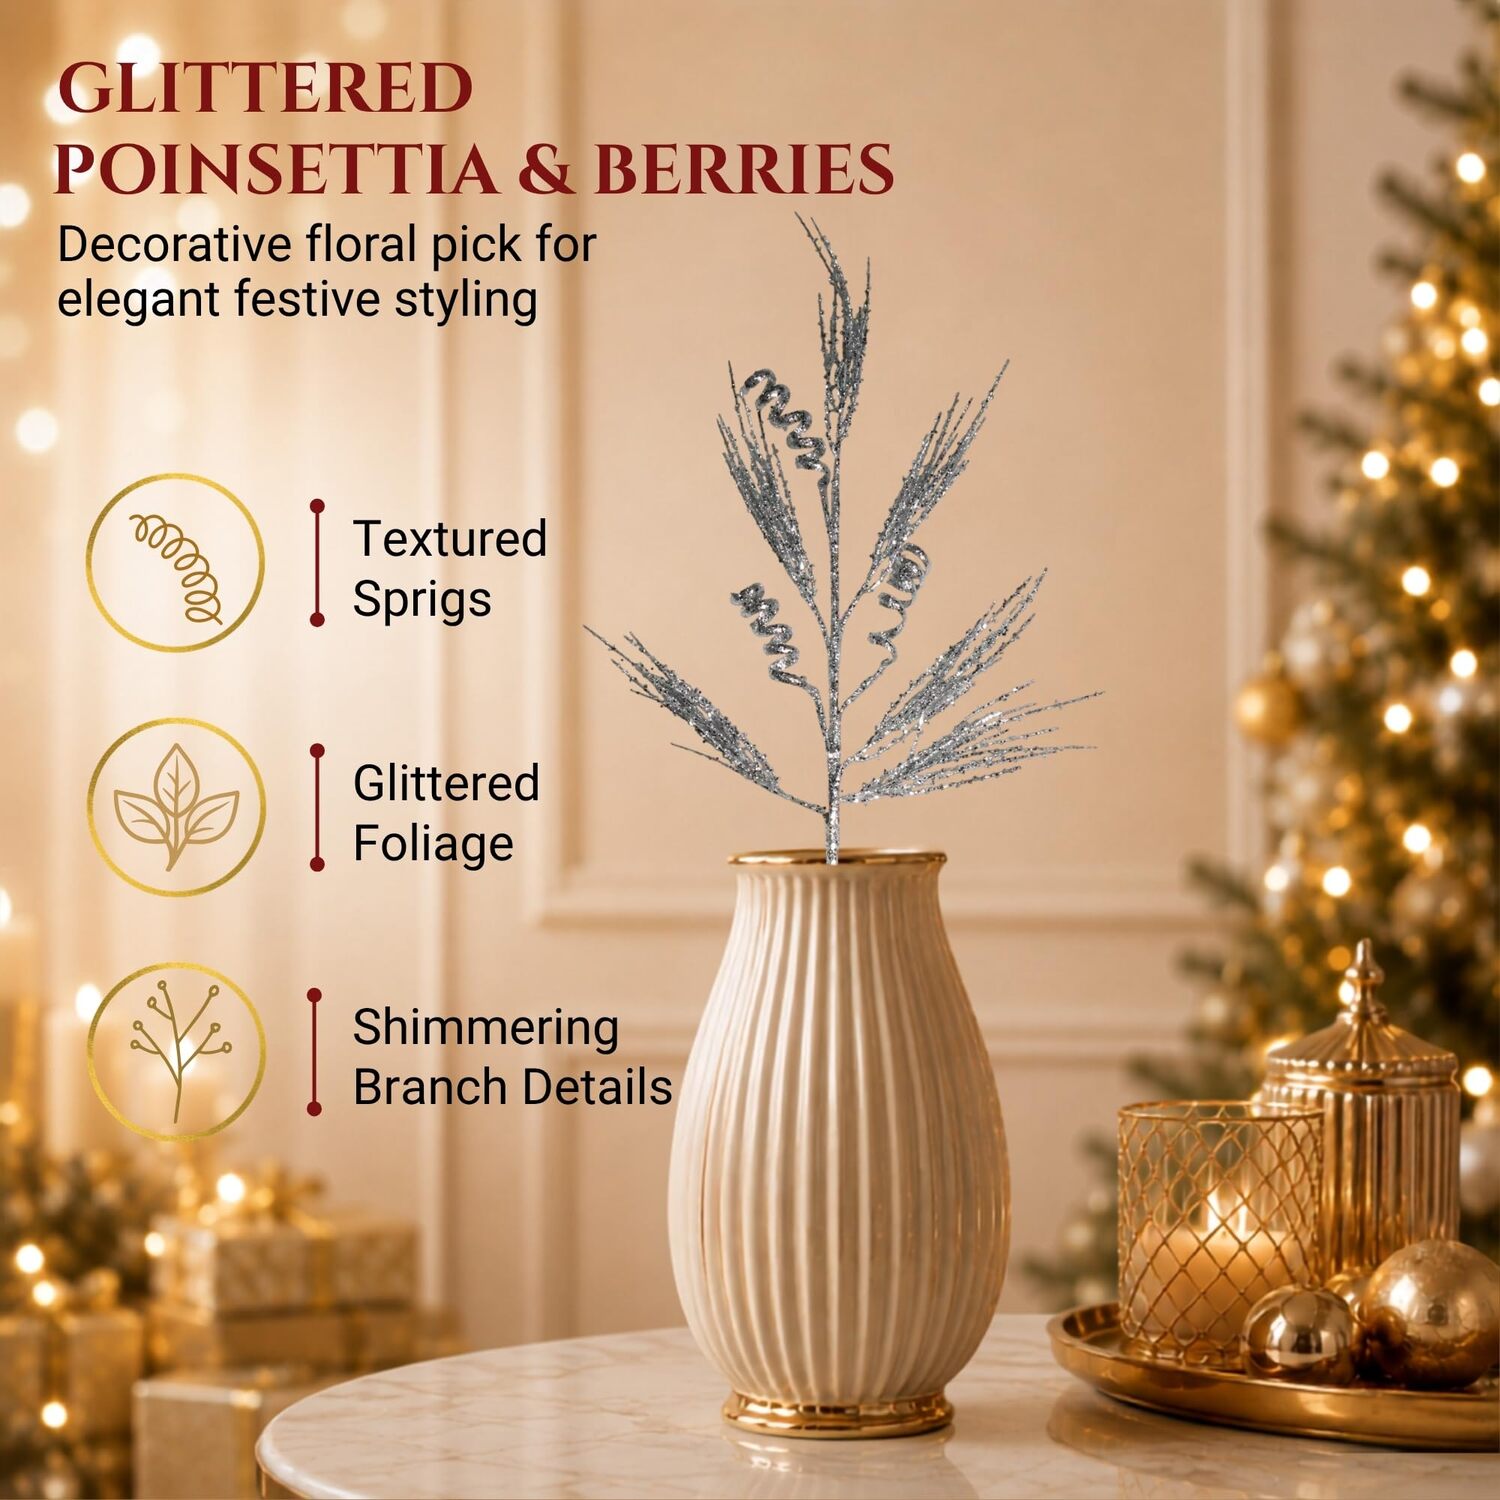 GLITTERED
POINSETTIA & BERRIES
Decorative floral pick for
elegant festive styling
Textured
Sprigs
Glittered
Foliage
Shimmering
Branch Details